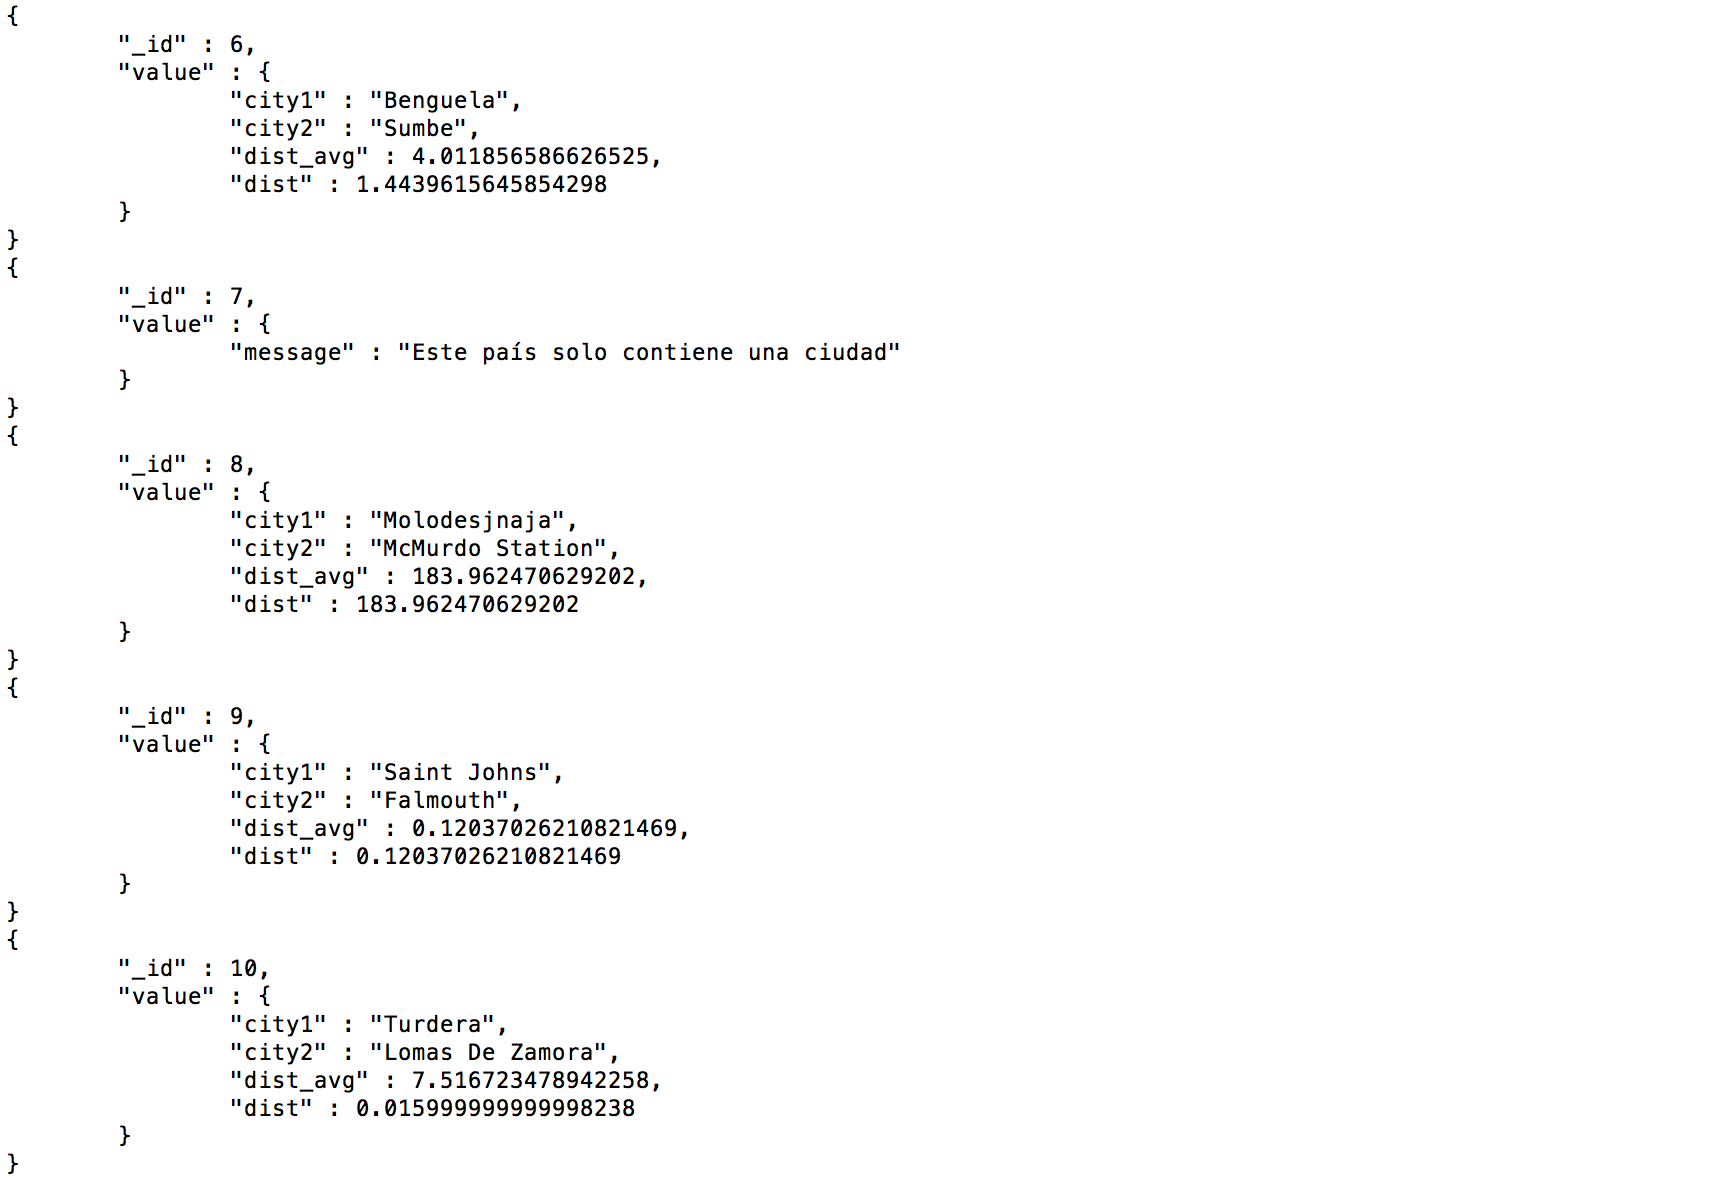 {
        "_id" : 6,
        "value" : {
                "city1" : "Benguela",
                "city2" : "Sumbe",
                "dist_avg" : 4.011856586626525,
                "dist" : 1.4439615645854298
        }
}
{
        "_id" : 7,
        "value" : {
                "message" : "Este país solo contiene una ciudad"
        }
}
{
        "_id" : 8,
        "value" : {
                "city1" : "Molodesjnaja",
                "city2" : "McMurdo Station",
                "dist_avg" : 183.962470629202,
                "dist" : 183.962470629202
        }
}
{
        "_id" : 9,
        "value" : {
                "city1" : "Saint Johns",
                "city2" : "Falmouth",
                "dist_avg" : 0.12037026210821469,
                "dist" : 0.12037026210821469
        }
}
{
        "_id" : 10,
        "value" : {
                "city1" : "Turdera",
                "city2" : "Lomas De Zamora",
                "dist_avg" : 7.516723478942258,
                "dist" : 0.015999999999998238
        }
}